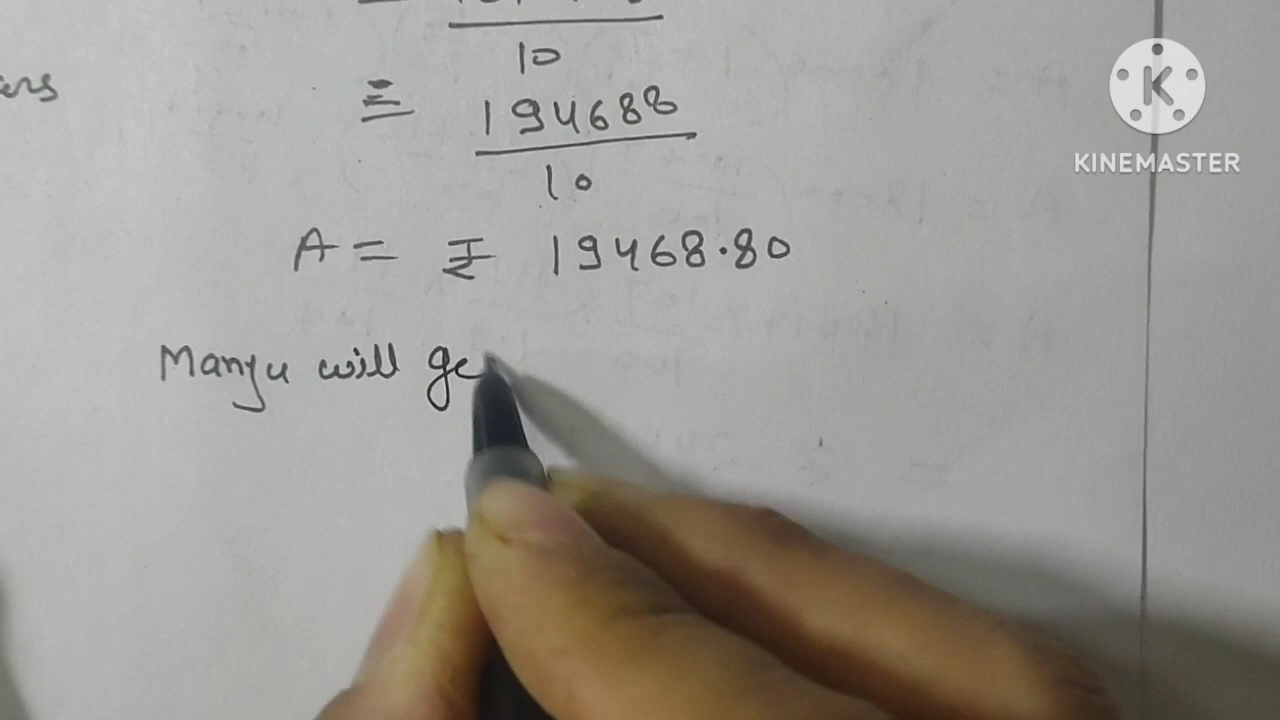 10
= 194688
10
A = ₹ 19468.80
Manju will ge
K
KINEMASTER